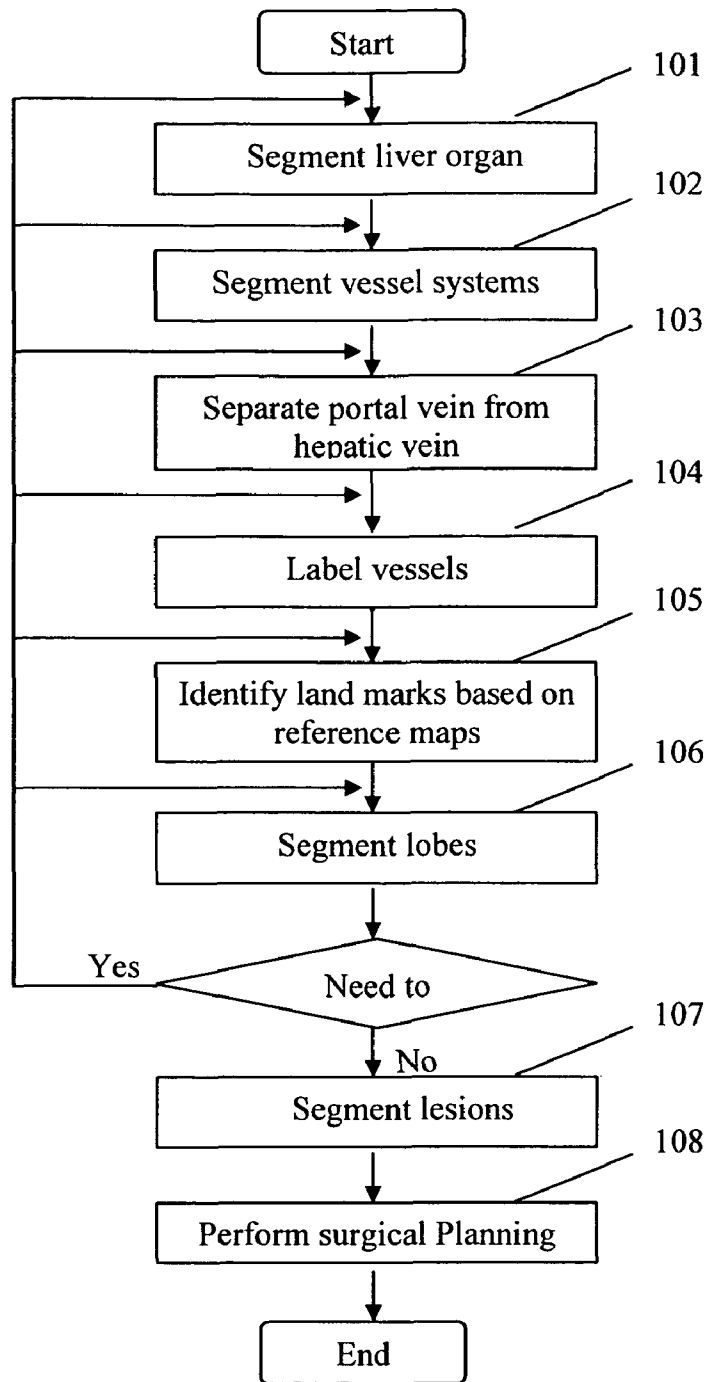 Start
101
Segment liver organ
102
Segment vessel systems
103
Separate portal vein from
hepatic vein
104
Label vessels
105
Identify land marks based on
reference maps
106
Segment lobes
Yes
Need to
107
No
Segment lesions
108
Perform surgical Planning
End